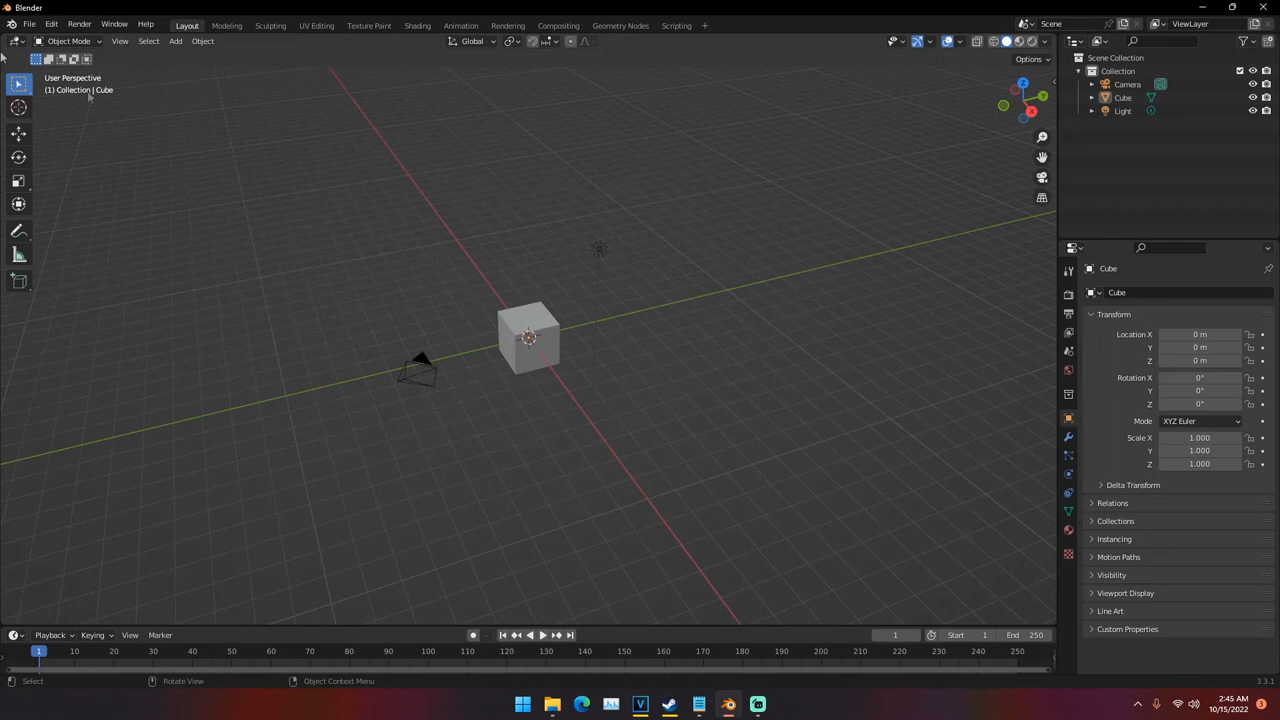 Blender
File Edit Render Window Help
Layout Modeling Sculpting UV Editing Texture Paint Shading Animation Rendering Compositing Geometry Nodes Scripting +
Scene
ViewLayer
Object Mode View Select Add Object
Global
Options
User Perspective
(1) Collection | Cube
X
Y
Z
Scene Collection
Collection
Camera
Cube
Light
Cube
Cube
Transform
Location X 0 m
Y 0 m
Z 0 m
Rotation X 0°
Y 0°
Z 0°
Mode XYZ Euler
Scale X 1.000
Y 1.000
Z 1.000
Delta Transform
Relations
Collections
Instancing
Motion Paths
Visibility
Viewport Display
Line Art
Custom Properties
Playback Keying View Marker
1 Start 1 End 250
1 10 20 30 40 50 60 70 80 90 100 110 120 130 140 150 160 170 180 190 200 210 220 230 240 250
Select Rotate View Object Context Menu
3.3.1
V
2:45 AM
10/15/2022